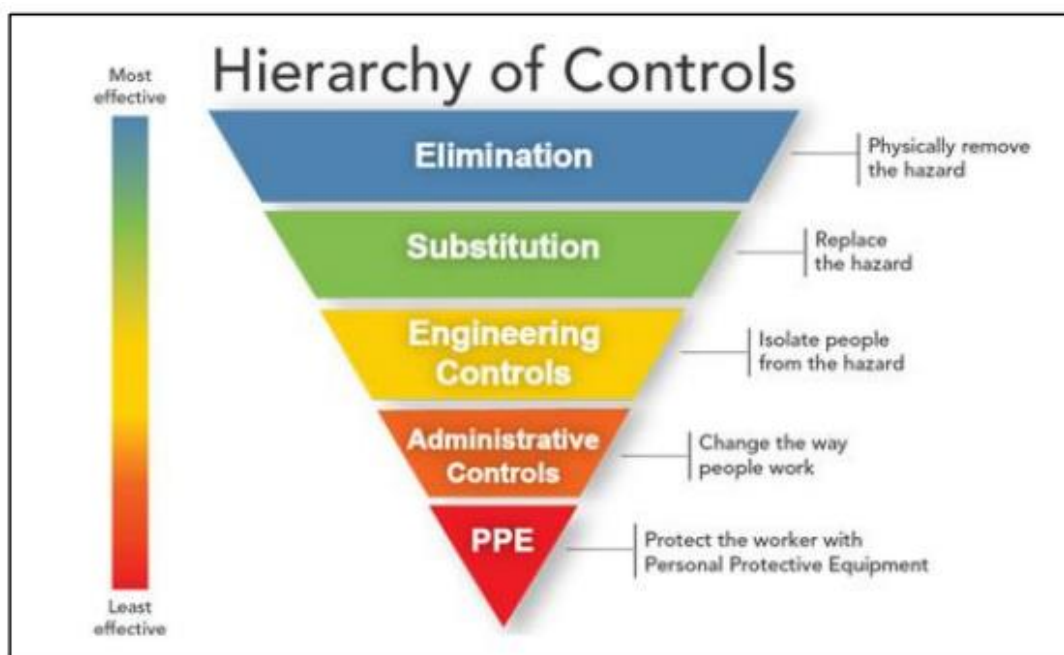 Hierarchy of Controls
Most
effective
Elimination
Physically remove
the hazard
Substitution
Replace
the hazard
Engineering
Controls
Isolate people
from the hazard
Administrative
Controls
Change the way
people work
PPE
Protect the worker with
Personal Protective Equipment
Least
effective